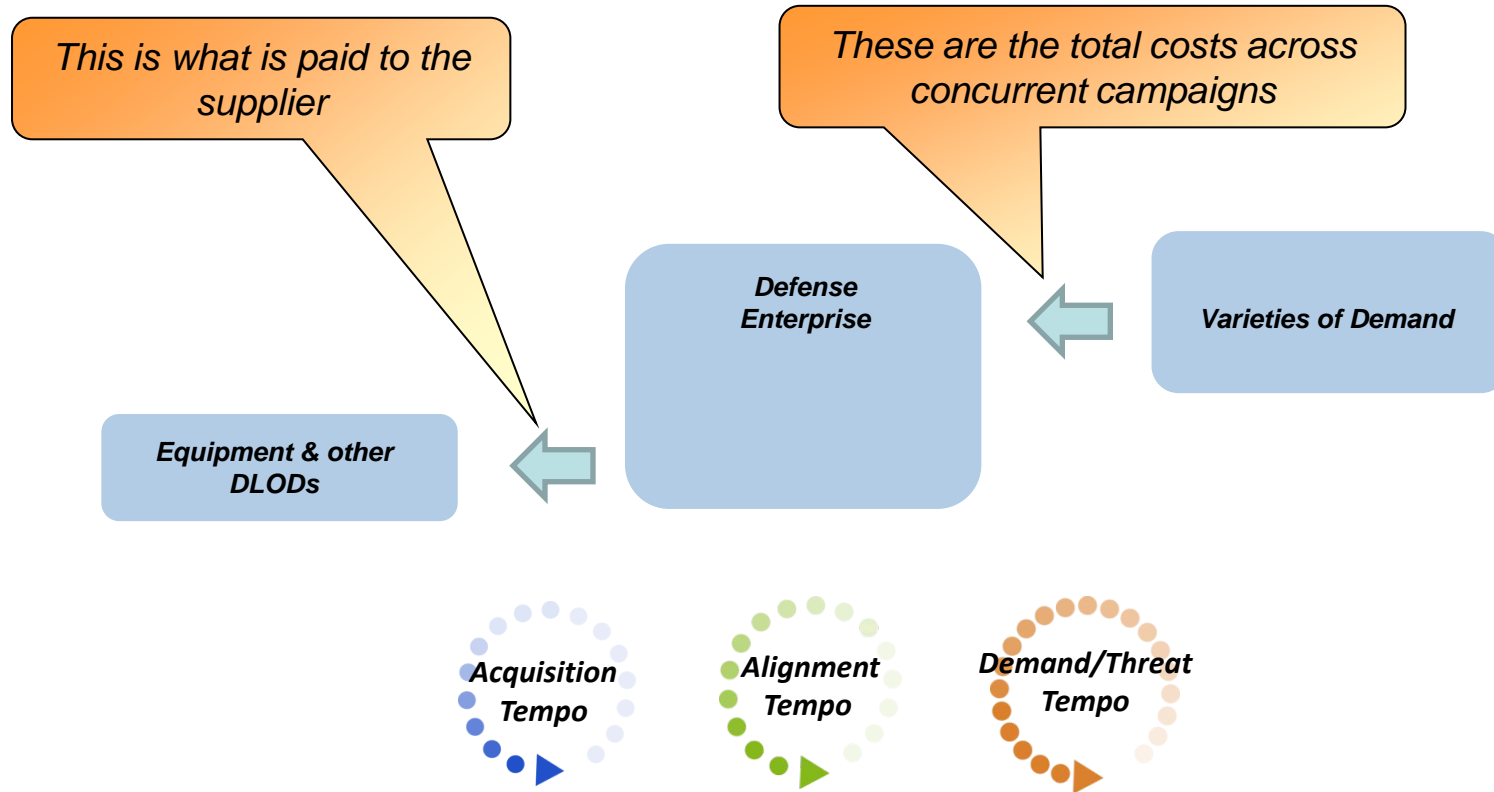 This is what is paid to the
supplier
These are the total costs across
concurrent campaigns
Defense
Enterprise
Varieties of Demand
Equipment & other
DLODs
Acquisition
Tempo
Alignment
Tempo
Demand/Threat
Tempo